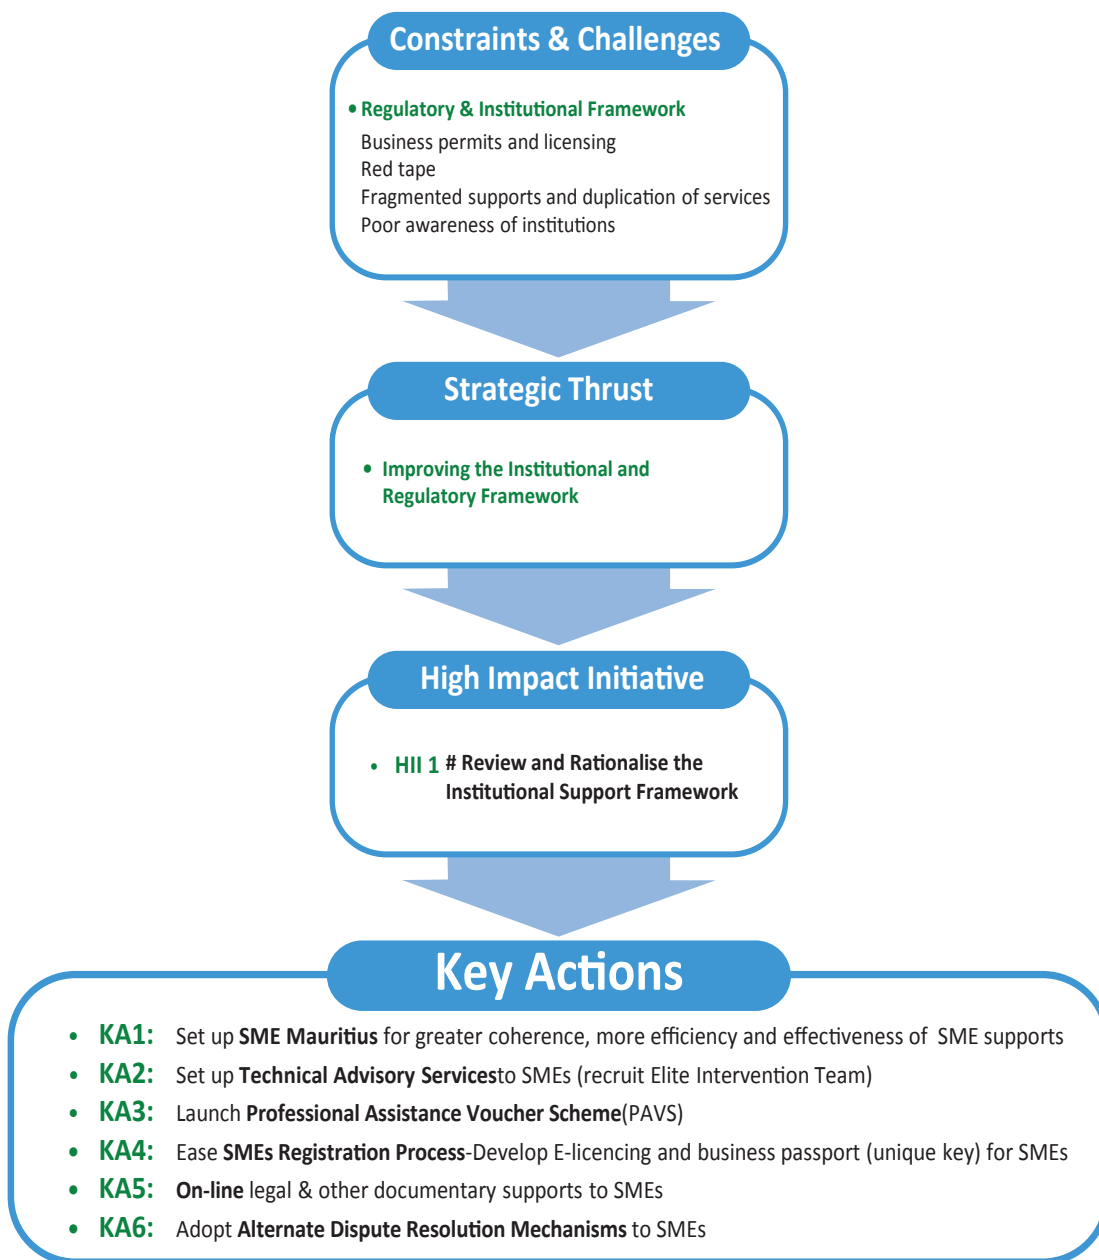 Constraints & Challenges
• Regulatory & Institutional Framework
Business permits and licensing
Red tape
Fragmented supports and duplication of services
Poor awareness of institutions
Strategic Thrust
• Improving the Institutional and
Regulatory Framework
High Impact Initiative
• HII 1 # Review and Rationalise the
Institutional Support Framework
Key Actions
• KA1: Set up SME Mauritius for greater coherence, more efficiency and effectiveness of SME supports
• KA2: Set up Technical Advisory Servicesto SMEs (recruit Elite Intervention Team)
• KA3: Launch Professional Assistance Voucher Scheme(PAVS)
• KA4: Ease SMEs Registration Process-Develop E-licencing and business passport (unique key) for SMEs
• KA5: On-line legal & other documentary supports to SMEs
• KA6: Adopt Alternate Dispute Resolution Mechanisms to SMEs